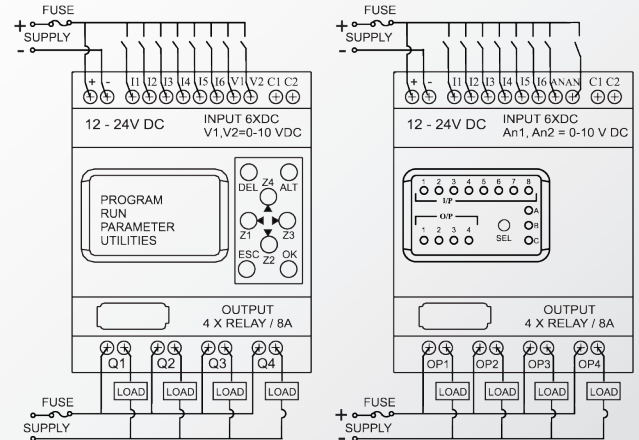 FUSE
+
SUPPLY
-
+ - I1 I2 I3 I4 I5 I6 V1 V2 C1 C2
12 - 24V DC
INPUT 6XDC
V1,V2=0-10 VDC
PROGRAM
RUN
PARAMETER
UTILITIES
DEL Z4 ALT
Z1 Z3
ESC Z2 OK
OUTPUT
4 X RELAY / 8A
Q1 Q2 Q3 Q4
LOAD LOAD LOAD LOAD
FUSE
SUPPLY
FUSE
+
SUPPLY
-
+ - I1 I2 I3 I4 I5 I6 AN AN C1 C2
12 - 24V DC
INPUT 6XDC
An1, An2 = 0-10 V DC
1 2 3 4 5 6 7 8
I/P
O/P
1 2 3 4
SEL
A
B
C
OUTPUT
4 X RELAY / 8A
OP1 OP2 OP3 OP4
LOAD LOAD LOAD LOAD
FUSE
+
SUPPLY
-